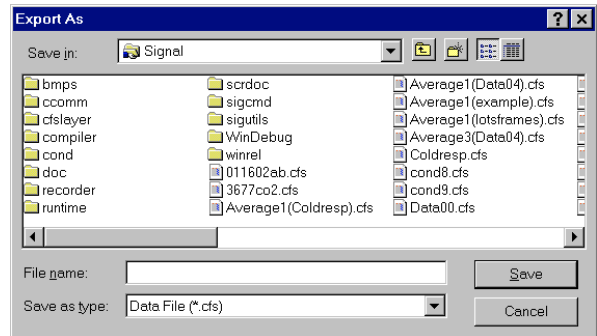 Export As
Save in: Signal
bmps
ccomm
cfslayer
compiler
cond
doc
recorder
runtime
scrdoc
sigcmd
sigutils
WinDebug
winrel
011602ab.cfs
3677co2.cfs
Average1(Coldresp).cfs
Average1(Data04).cfs
Average1(example).cfs
Average1(lotsframes).cfs
Average3(Data04).cfs
Coldresp.cfs
cond8.cfs
cond9.cfs
Data00.cfs
File name:
Save
Save as type: Data File (*.cfs)
Cancel